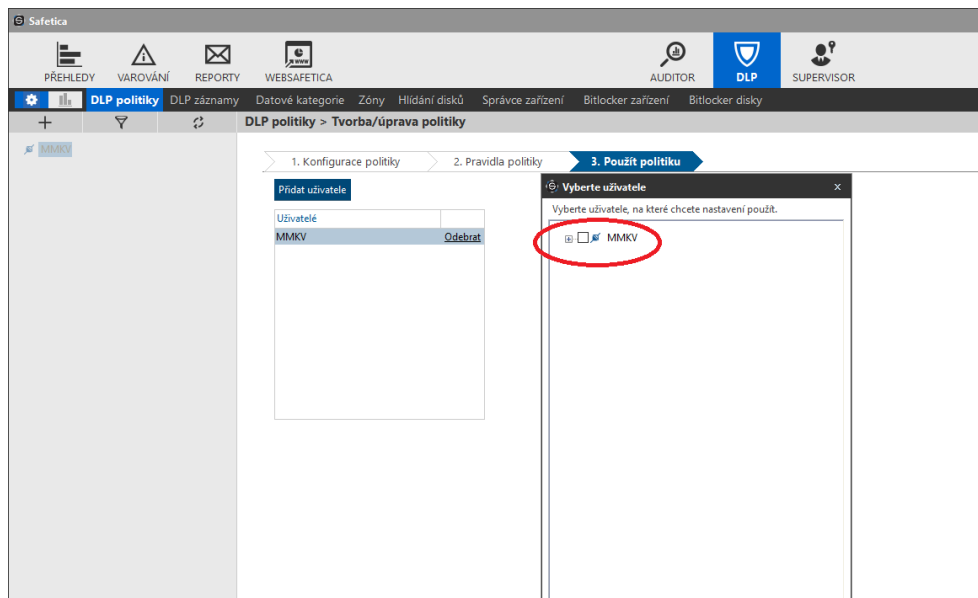 Safetica
PŘEHLEDY VAROVÁNÍ REPORTY WEBSAFETICA AUDITOR DLP SUPERVISOR
DLP politiky DLP záznamy Datové kategorie Zóny Hlídání disků Správce zařízení Bitlocker zařízení Bitlocker disky
DLP politiky > Tvorba/úprava politiky
MMKV
1. Konfigurace politiky 2. Pravidla politiky 3. Použít politiku
Přidat uživatele
Vyberte uživatele x
Vyberte uživatele, na které chcete nastavení použít.
Uživatelé
MMKV Odebrat
MMKV